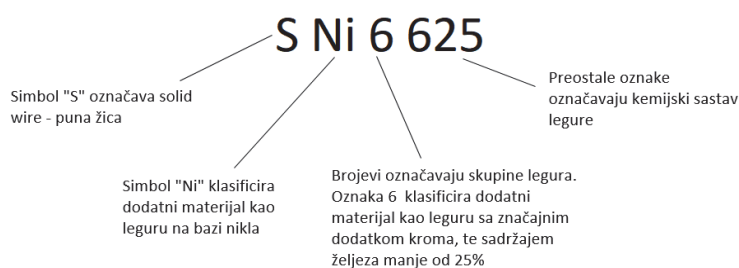 S Ni 6 625
Simbol "S" označava solid
wire - puna žica
Simbol "Ni" klasificira
dodatni materijal kao
leguru na bazi nikla
Brojevi označavaju skupine legura.
Oznaka 6 klasificira dodatni
materijal kao leguru sa značajnim
dodatkom kroma, te sadržajem
željeza manje od 25%
Preostale oznake
označavaju kemijski sastav
legure